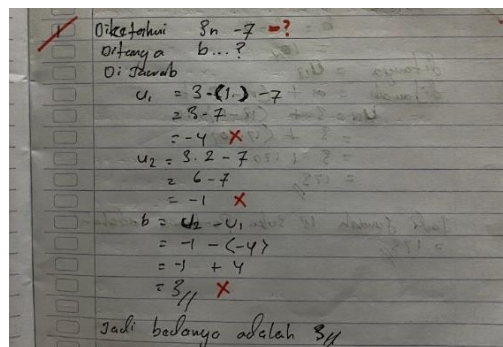 1 Diketahui 3n - 7 - ?
Ditanya b...?
Di Jawab
U₁ = 3.(1.) - 7
= 3 - 7
= -4 X
U₂ = 3.2 - 7
= 6 - 7
= -1 X
b = U₂ - U₁
= -1 - (-4)
= -1 + 4
= 3// X
Jadi bedanya adalah 3//